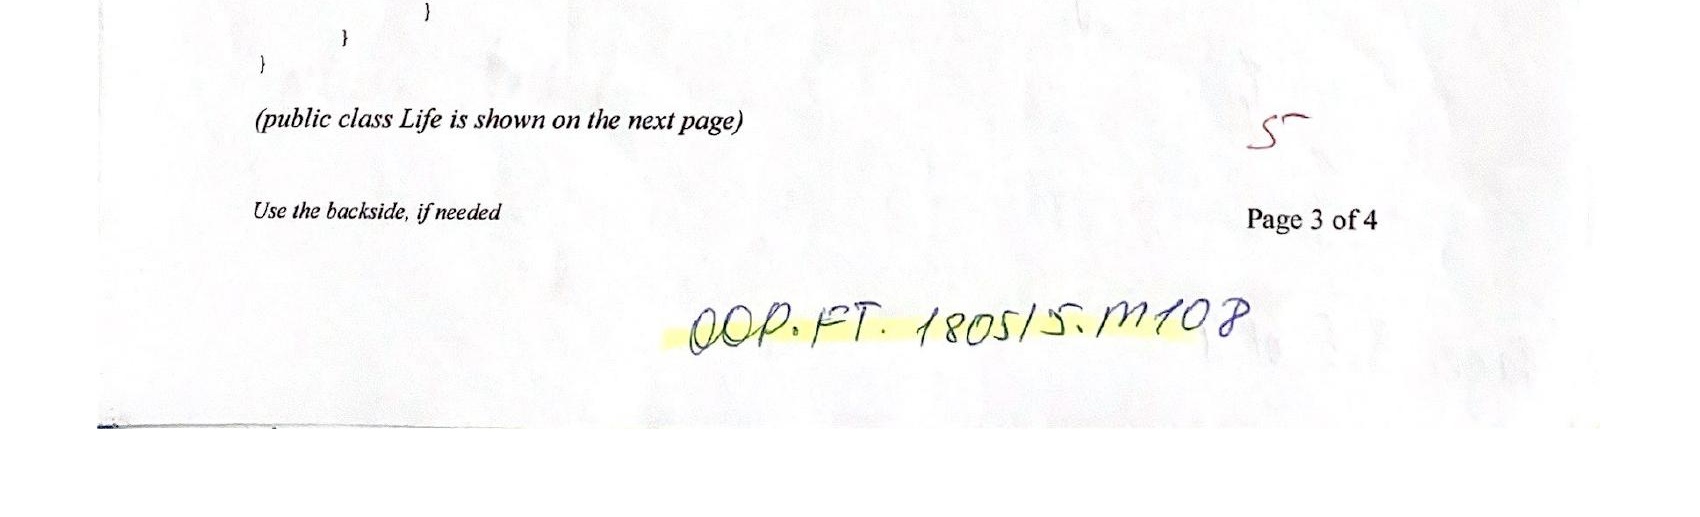 }
}
}
(public class Life is shown on the next page)
5
Use the backside, if needed
Page 3 of 4
OOP.FT. 180515.M108